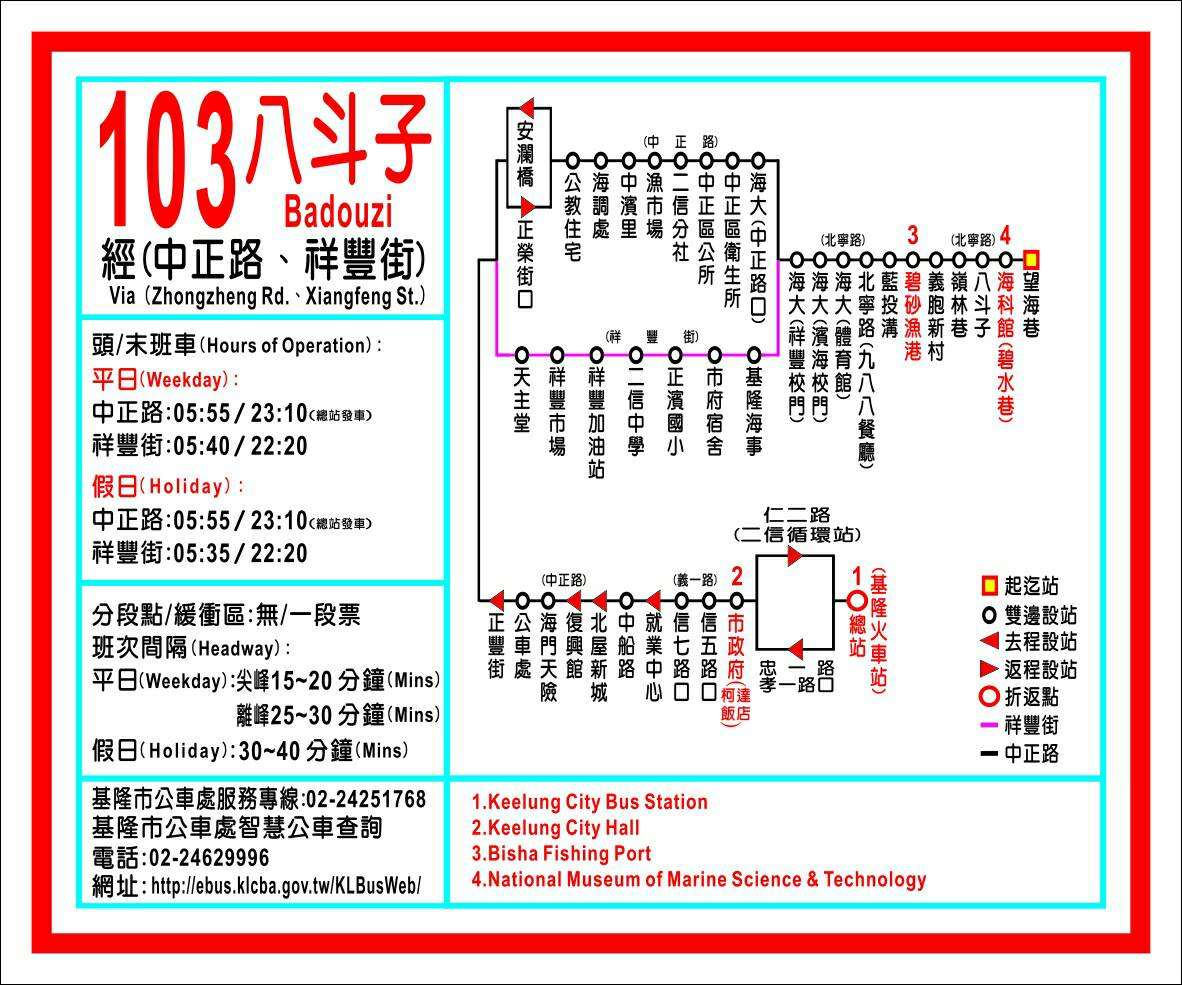 103八斗子
Badouzi
經(中正路、祥豐街)
Via (Zhongzheng Rd.、Xiangfeng St.)
頭/末班車(Hours of Operation):
平日(Weekday):
中正路:05:55/23:10(總站發車)
祥豐街:05:40/22:20
假日(Holiday):
中正路:05:55/23:10(總站發車)
祥豐街:05:35/22:20
分段點/緩衝區:無/一段票
班次間隔(Headway):
平日(Weekday):尖峰15~20分鐘(Mins)
離峰25~30分鐘(Mins)
假日(Holiday):30~40分鐘(Mins)
基隆市公車處服務專線:02-24251768
基隆市公車處智慧公車查詢
電話:02-24629996
網址:http://ebus.klcba.gov.tw/KLBusWeb/
安瀾橋
正榮街口
(中正路)
公教住宅
海調處
中濱里
漁市場
二信分社
中正區公所
中正區衛生所
海大(中正路口)
(北寧路)
3
(北寧路)
4
海大(祥豐校門)
海大(濱海校門)
海大(體育館)
北寧路(九八八餐廳)
藍投溝
碧砂漁港
義胞新村
嶺林巷
八斗子
海科館(碧水巷)
望海巷
(祥豐街)
天主堂
祥豐市場
祥豐加油站
二信中學
正濱國小
市府宿舍
基隆海事
仁二路
(二信循環站)
(中正路)
(義一路)
2
1
正豐街
公車處
海門天險
復興館
北屋新城
中船路
就業中心
信七路口
信五路口
市政府(柯達飯店)
忠一路
孝一路口
總站
(基隆火車站)
起迄站
雙邊設站
去程設站
返程設站
折返點
祥豐街
中正路
1.Keelung City Bus Station
2.Keelung City Hall
3.Bisha Fishing Port
4.National Museum of Marine Science & Technology